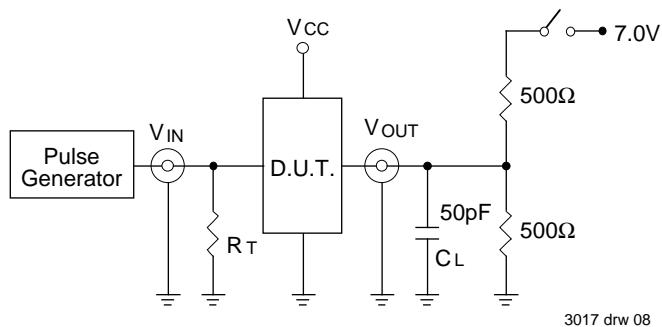 VCC
7.0V
500Ω
VIN
VOUT
Pulse
Generator
D.U.T.
50pF
RT
CL
500Ω
3017 drw 08